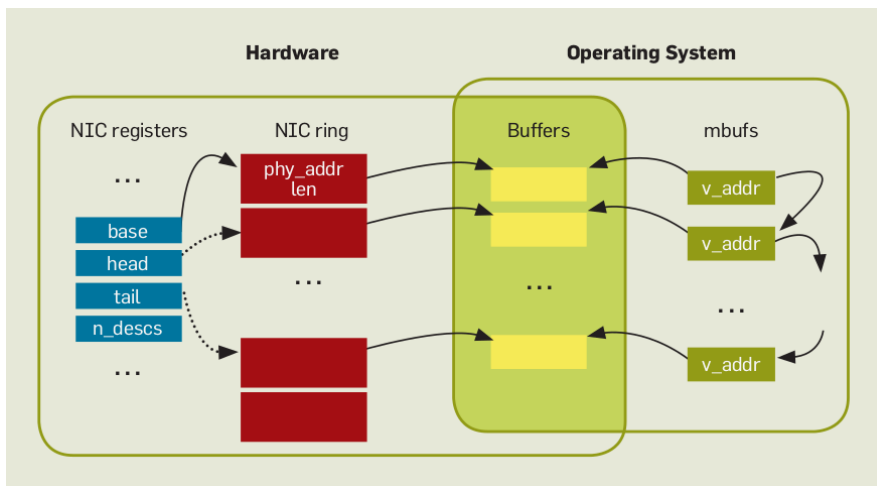 Hardware
Operating System
NIC registers
NIC ring
Buffers
mbufs
...
phy_addr
len
v_addr
base
v_addr
head
...
...
tail
...
n_descs
v_addr
...